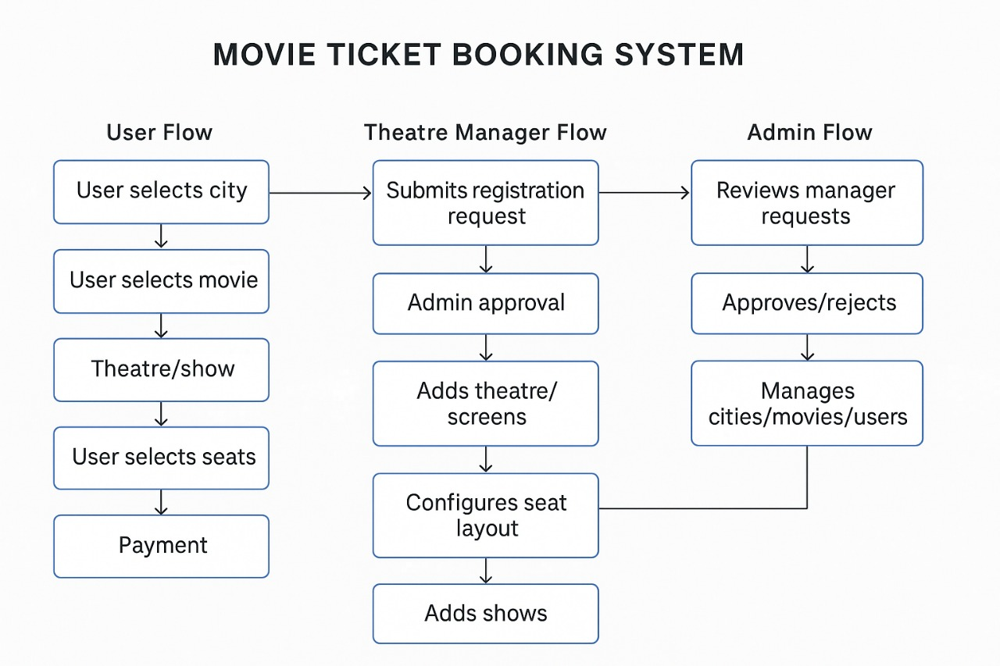 MOVIE TICKET BOOKING SYSTEM
User Flow
User selects city
User selects movie
Theatre/show
User selects seats
Payment
Theatre Manager Flow
Submits registration
request
Admin approval
Adds theatre/
screens
Configures seat
layout
Adds shows
Admin Flow
Reviews manager
requests
Approves/rejects
Manages
cities/movies/users